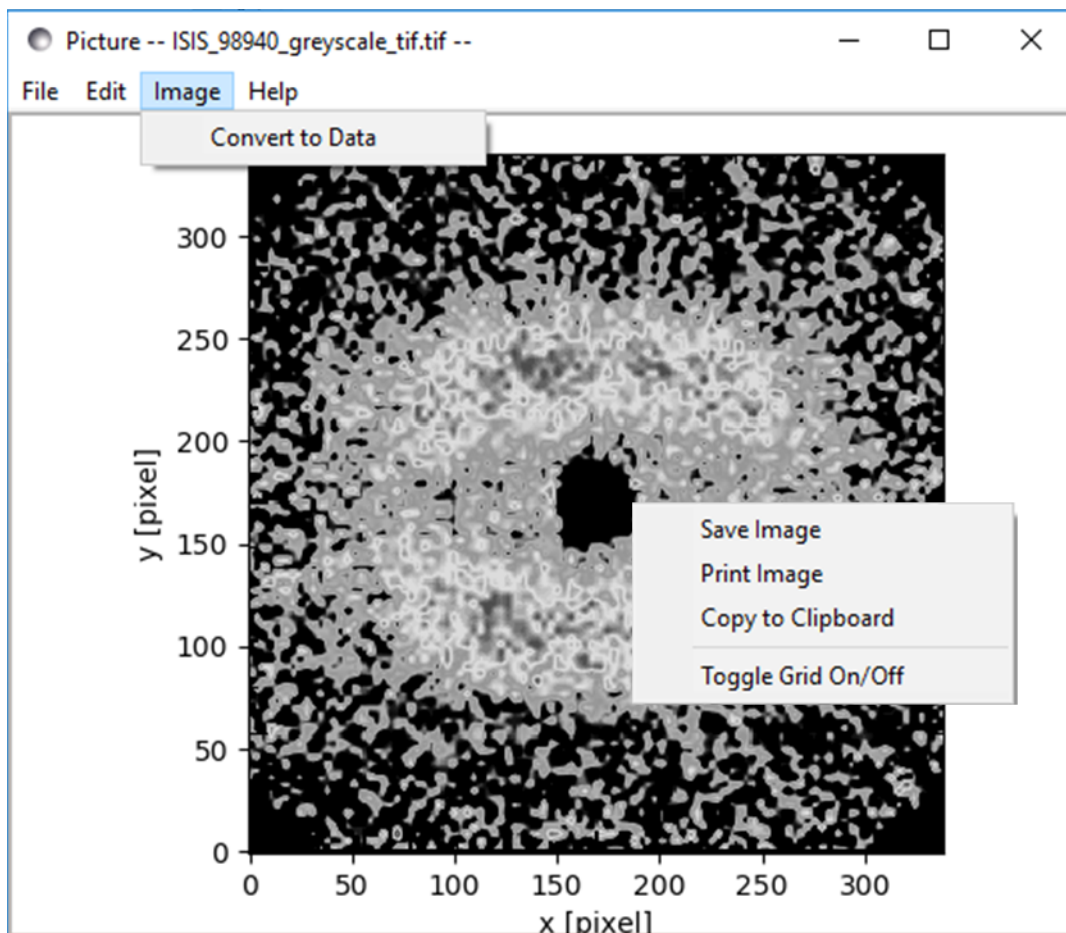 Picture -- ISIS_98940_greyscale_tif.tif --
File Edit Image Help
Convert to Data
300
250
200
150
100
50
0
y [pixel]
Save Image
Print Image
Copy to Clipboard
Toggle Grid On/Off
0 50 100 150 200 250 300
x [pixel]